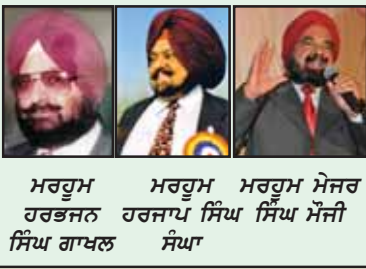 ਮਰਹੂਮ
ਹਰਭਜਨ
ਸਿੰਘ ਗਾਖਲ
ਮਰਹੂਮ
ਹਰਜਾਪ ਸਿੰਘ
ਸੰਘਾ
ਮਰਹੂਮ ਮੇਜਰ
ਸਿੰਘ ਮੌਜੀ